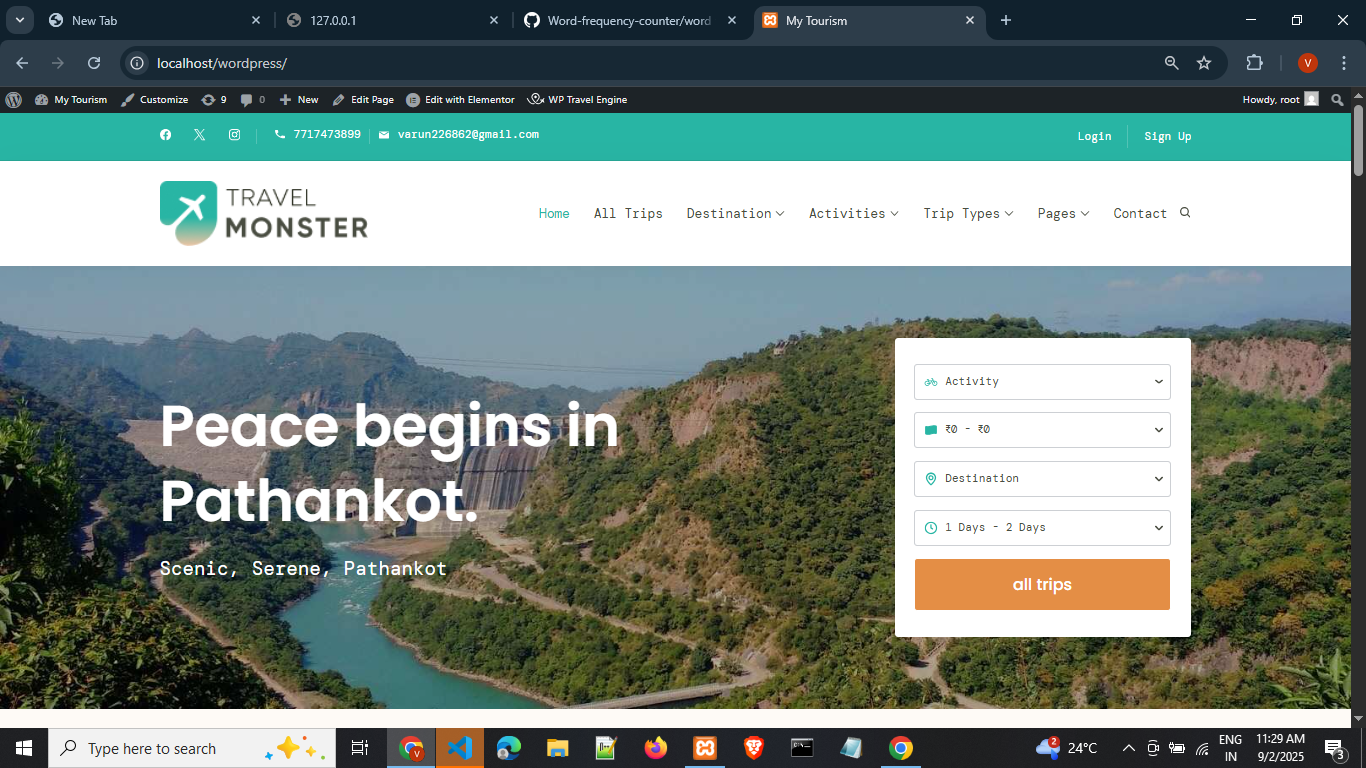 New Tab
127.0.0.1
Word-frequency-counter/word
My Tourism
localhost/wordpress/
V
My Tourism Customize 9 0 New Edit Page Edit with Elementor WP Travel Engine Howdy, root
7717473899 varun226862@gmail.com Login Sign Up
TRAVEL
MONSTER
Home All Trips Destination Activities Trip Types Pages Contact
Peace begins in
Pathankot.
Scenic, Serene, Pathankot
Activity
₹0 - ₹0
Destination
1 Days - 2 Days
all trips
Type here to search
V
2
24°C
ENG
IN
11:29 AM
9/2/2025
3